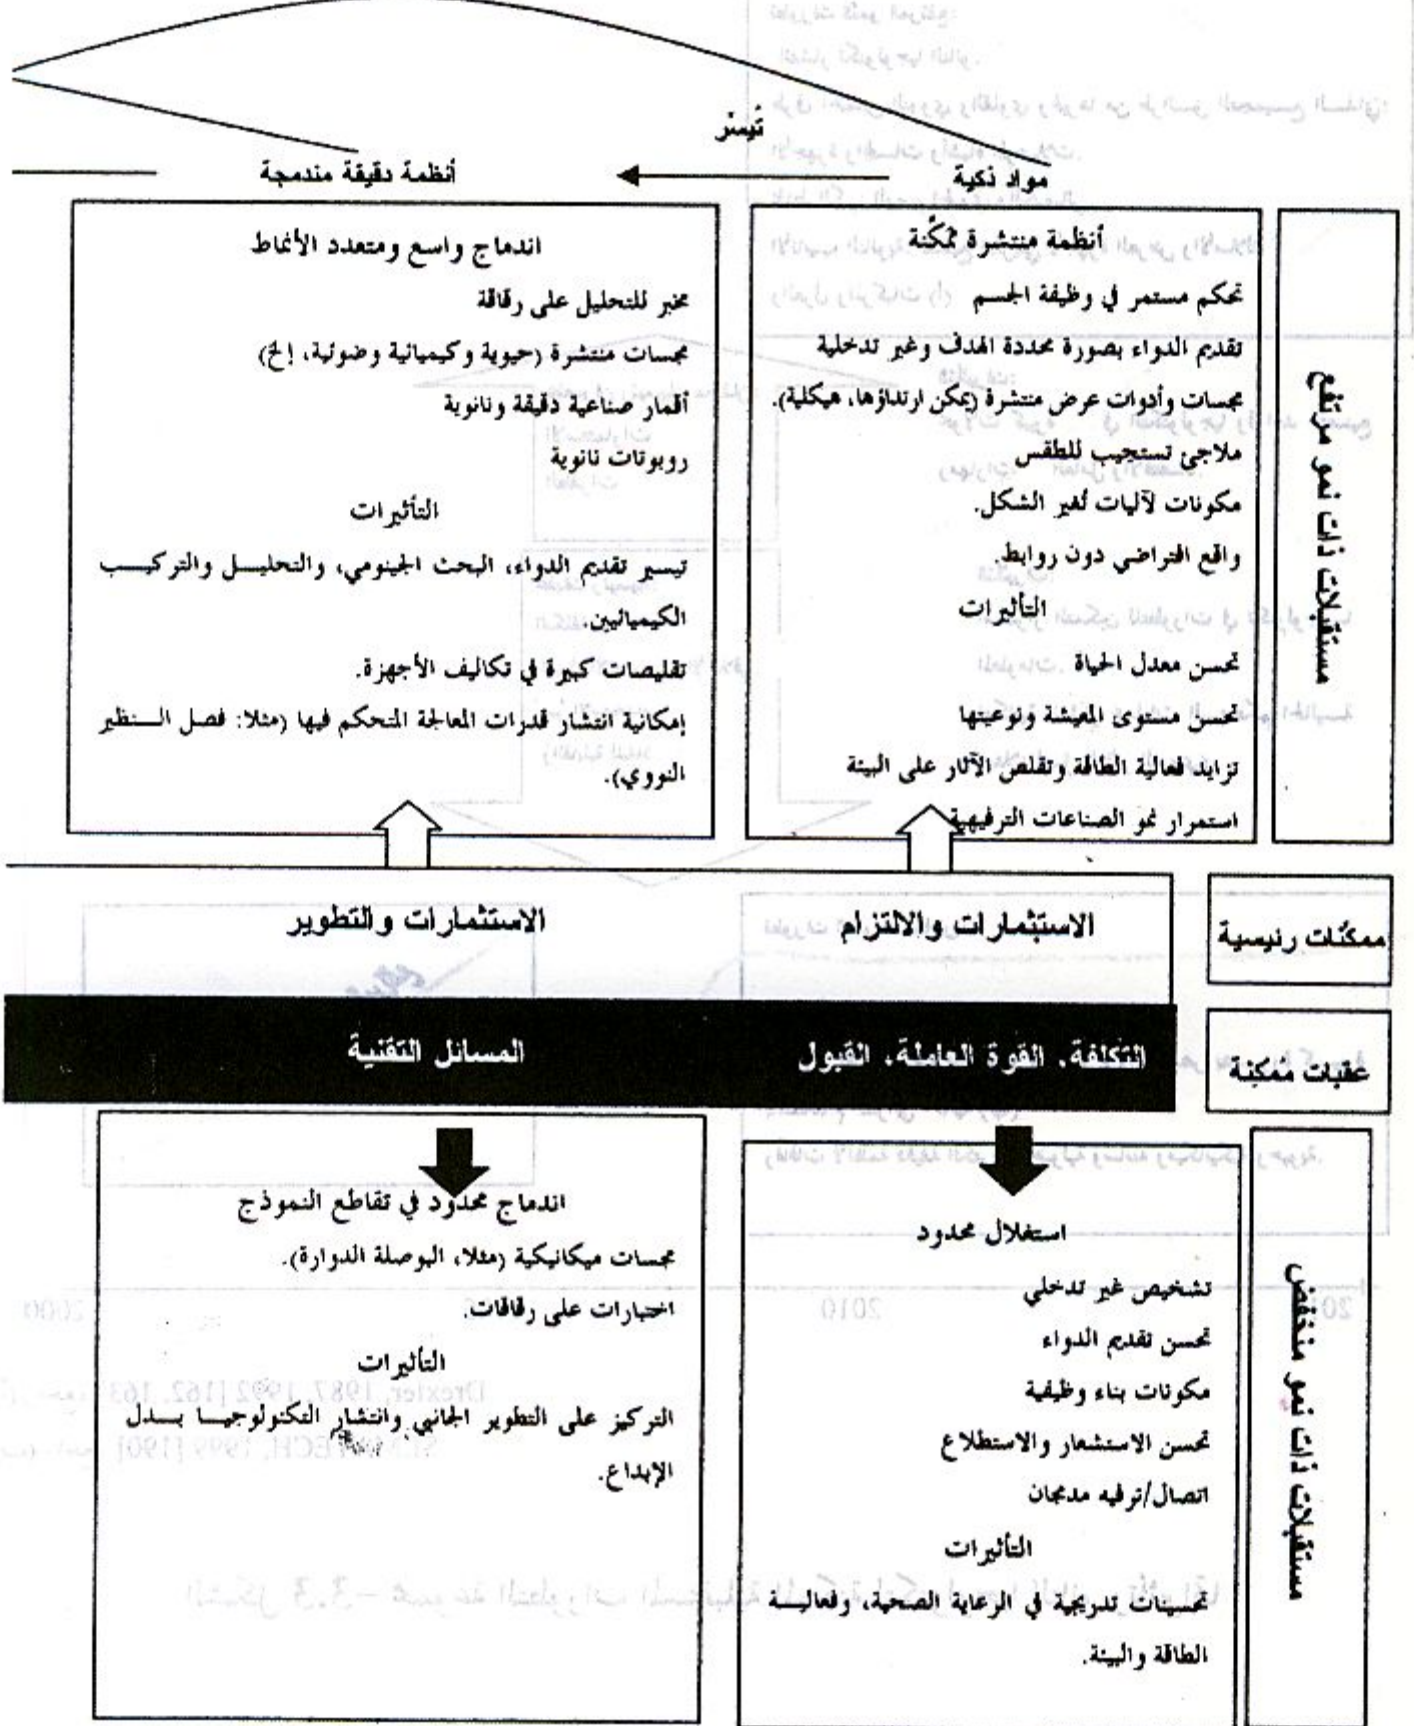 تُيسّر
مواد ذكية
أنظمة دقيقة مندمجة
مستقبلات ذات نمو مرتفع
أنظمة منتشرة مُمكَّنة
تحكم مستمر في وظيفة الجسم
تقديم الدواء بصورة محددة الهدف وغير تدخلية
مجسات وأدوات عرض منتشرة (يمكن ارتداؤها، هيكلية).
ملاجئ تستجيب للطقس
مكونات لآليات تُغير الشكل.
واقع افتراضي دون روابط.
التأثيرات
تحسن معدل الحياة
تحسن مستوى المعيشة ونوعيتها
تزايد فعالية الطاقة وتقلص الآثار على البيئة
استمرار نمو الصناعات الترفيهية
اندماج واسع ومتعدد الأنماط
مخبر للتحليل على رقاقة
مجسات منتشرة (حيوية وكيميائية وضوئية، إلخ)
أقمار صناعية دقيقة ونانوية
روبوتات نانوية
التأثيرات
تيسير تقديم الدواء، البحث الجينومي، والتحليل والتركيب
الكيميائيين.
تقليصات كبيرة في تكاليف الأجهزة.
إمكانية انتشار قدرات المعالجة المتحكم فيها (مثلا: فصل النظير
النووي).
ممكنات رئيسية
الاستثمارات والالتزام
الاستثمارات والتطوير
عقبات مُمكِنة
التكلفة، القوة العاملة، القبول
المسائل التقنية
مستقبلات ذات نمو منخفض
استغلال محدود
تشخيص غير تدخلي
تحسن تقديم الدواء
مكونات بناء وظيفية
تحسن الاستشعار والاستطلاع
اتصال/ترفيه مدمجان
التأثيرات
تحسينات تدريجية في الرعاية الصحية، وفعالية
الطاقة والبيئة.
اندماج محدود في تقاطع النموذج
مجسات ميكانيكية (مثلا، البوصلة الدوارة).
اختبارات على رقاقات.
التأثيرات
التركيز على التطوير الجانبي وانتشار التكنولوجيا بدل
الإبداع.